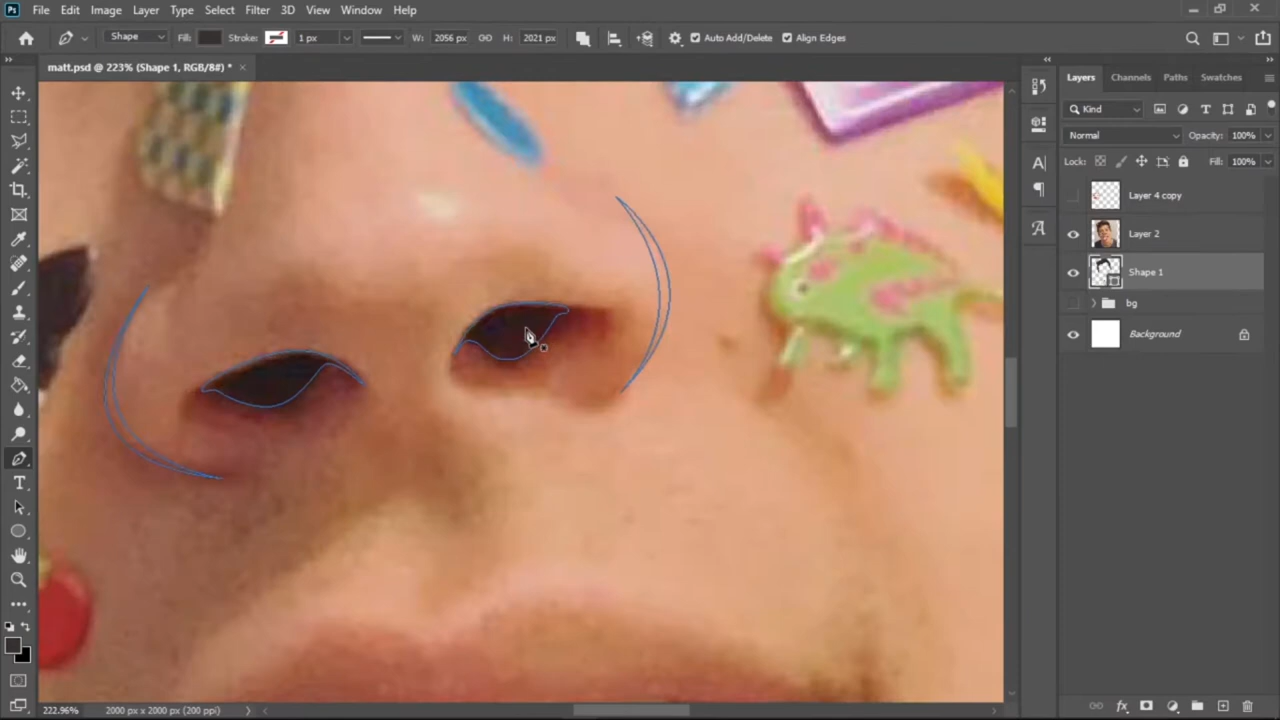 Ps File Edit Image Layer Type Select Filter 3D View Window Help
Shape Fill: Stroke: 1 px W: 2056 px H: 2021 px Auto Add/Delete Align Edges
matt.psd @ 223% (Shape 1, RGB/8#) *
Layers Channels Paths Swatches
Kind
Normal Opacity: 100%
Lock: Fill: 100%
Layer 4 copy
Layer 2
Shape 1
bg
Background
222.96% 2000 px x 2000 px (200 ppi)